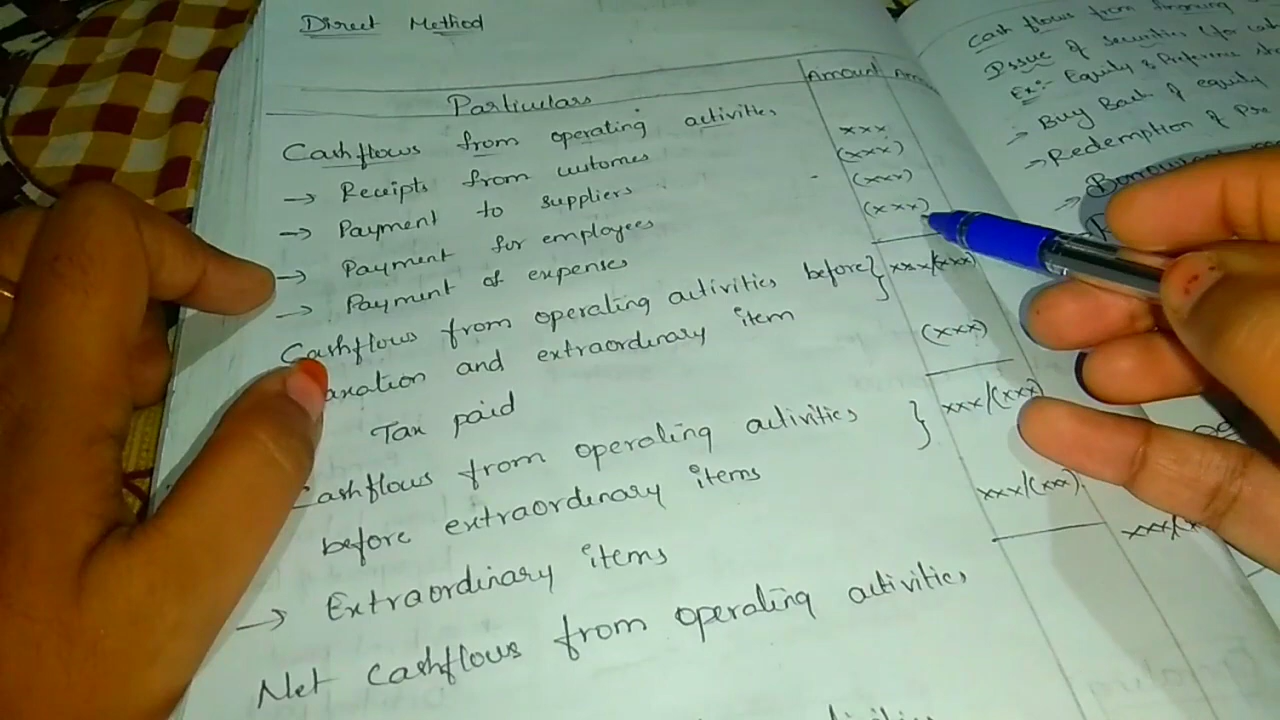 Direct Method
Particulars Amount Am
Cashflows from operating activities
→ Receipts from customes xxx
→ Payment to suppliers (xxx)
→ Payment for employees (xxx)
→ Payment of expenses (xxx)
Cashflows from operating activities before } xxx/(xxx)
axation and extraordinary item
Tax paid (xxx)
Cashflows from operating activities } xxx/(xxx)
before extraordinary items
→ Extraordinary items xxx/(xxx)
Net Cashflows from operating activities
Cash flows from
Issue of securities
Ex:- Equity & Preference
→ Buy Back of equity
→ Redemption of Pre